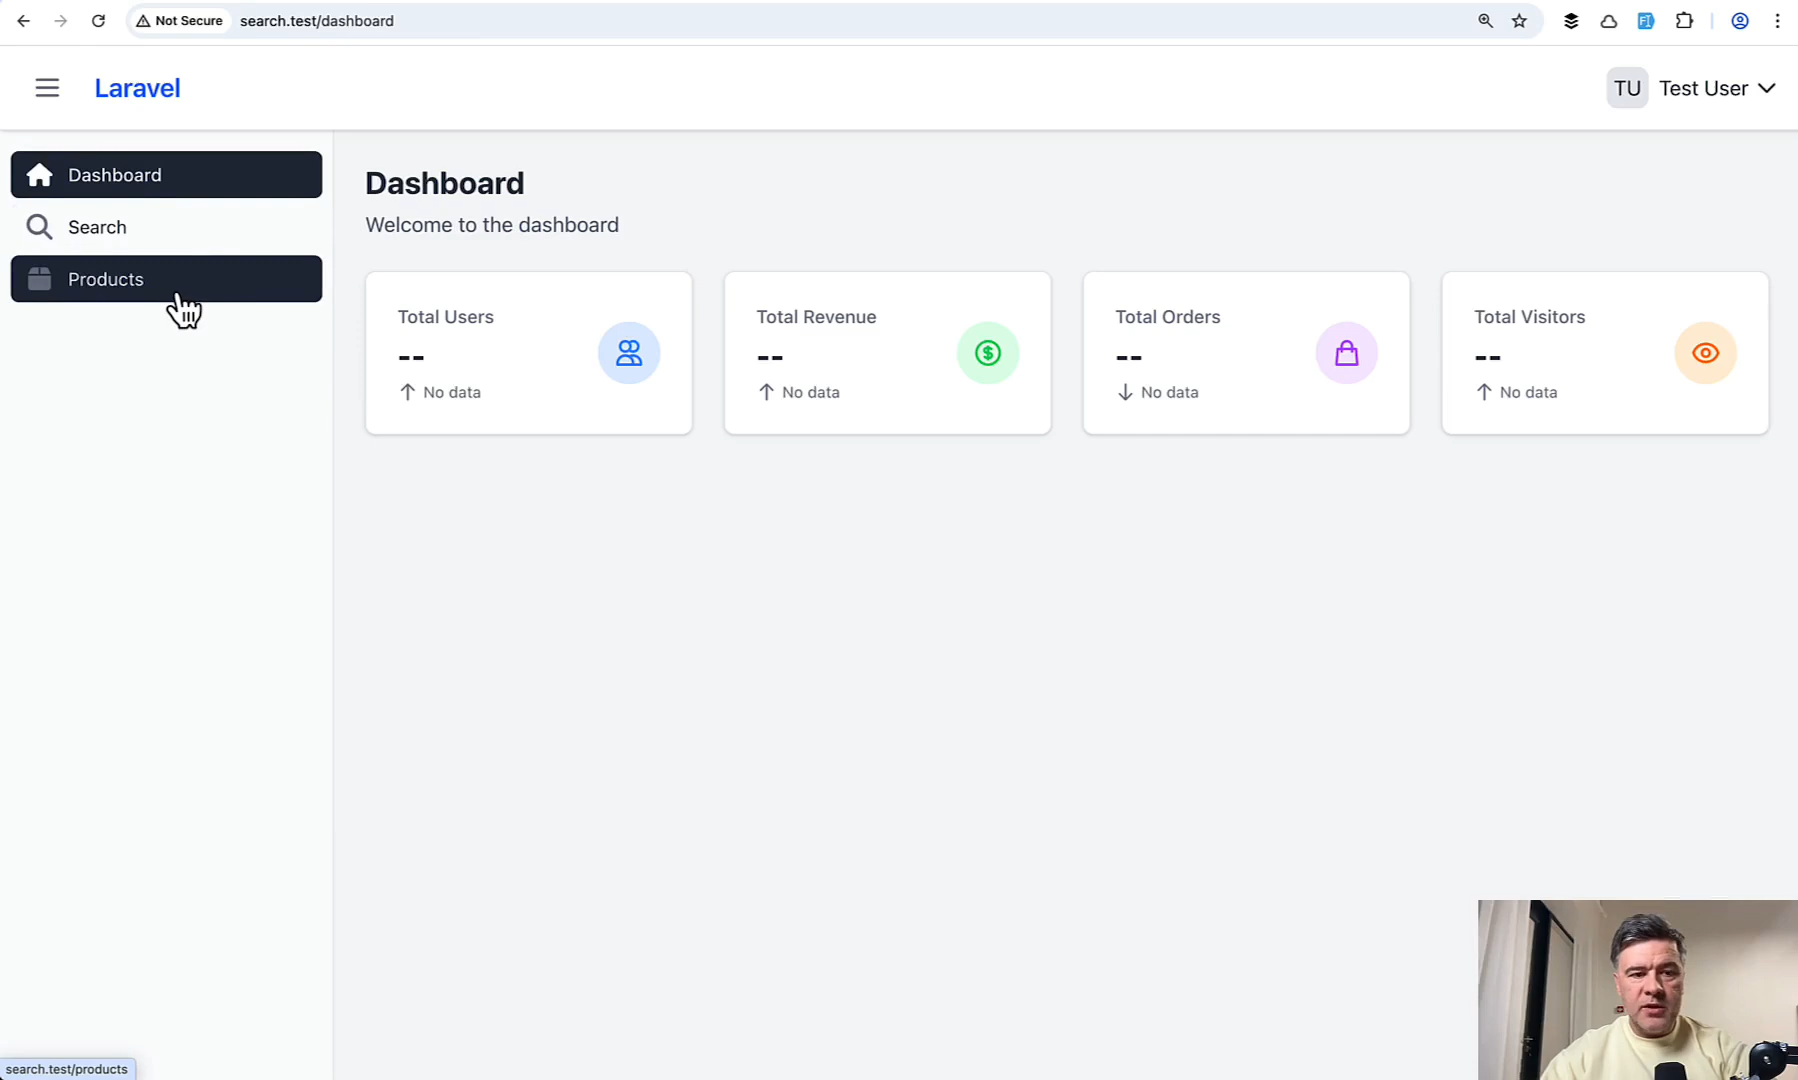 Not Secure search.test/dashboard
Laravel
TU Test User
Dashboard
Search
Products
Dashboard
Welcome to the dashboard
Total Users
--
No data
Total Revenue
--
No data
Total Orders
--
No data
Total Visitors
--
No data
search.test/products